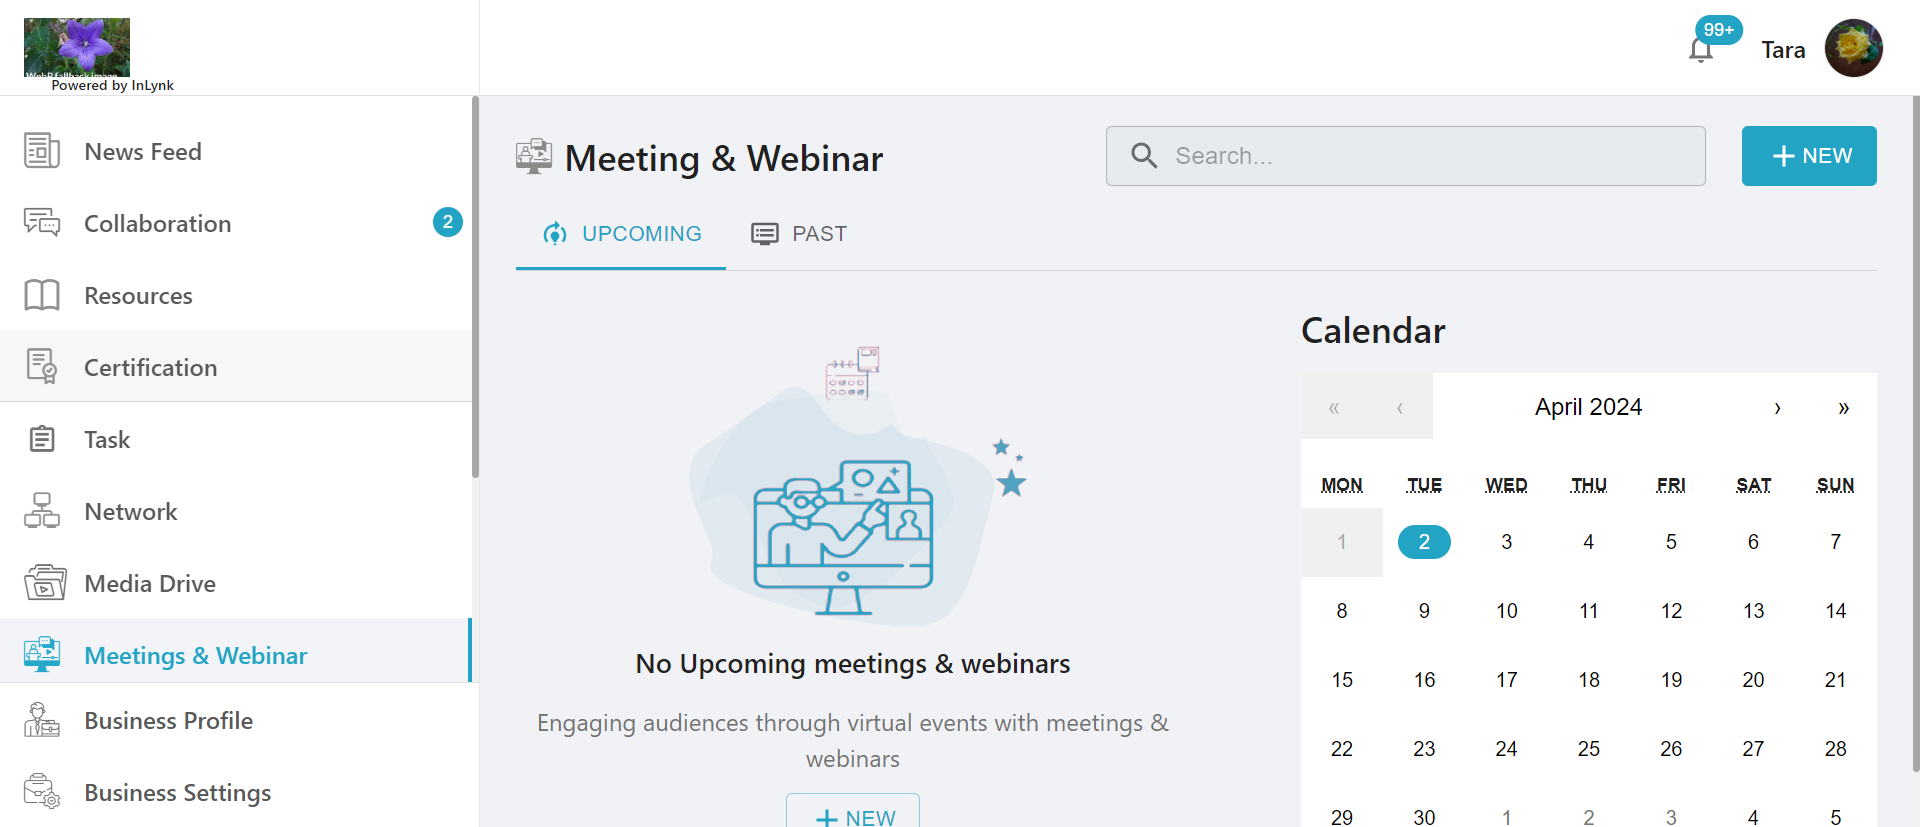 WebP fallback image
Powered by InLynk
99+
Tara
News Feed
Collaboration
2
Resources
Certification
Task
Network
Media Drive
Meetings & Webinar
Business Profile
Business Settings
Meeting & Webinar
Search...
+ NEW
UPCOMING
PAST
No Upcoming meetings & webinars
Engaging audiences through virtual events with meetings &
webinars
+ NEW
Calendar
« ‹ April 2024 › »
MON TUE WED THU FRI SAT SUN
1 2 3 4 5 6 7
8 9 10 11 12 13 14
15 16 17 18 19 20 21
22 23 24 25 26 27 28
29 30 1 2 3 4 5